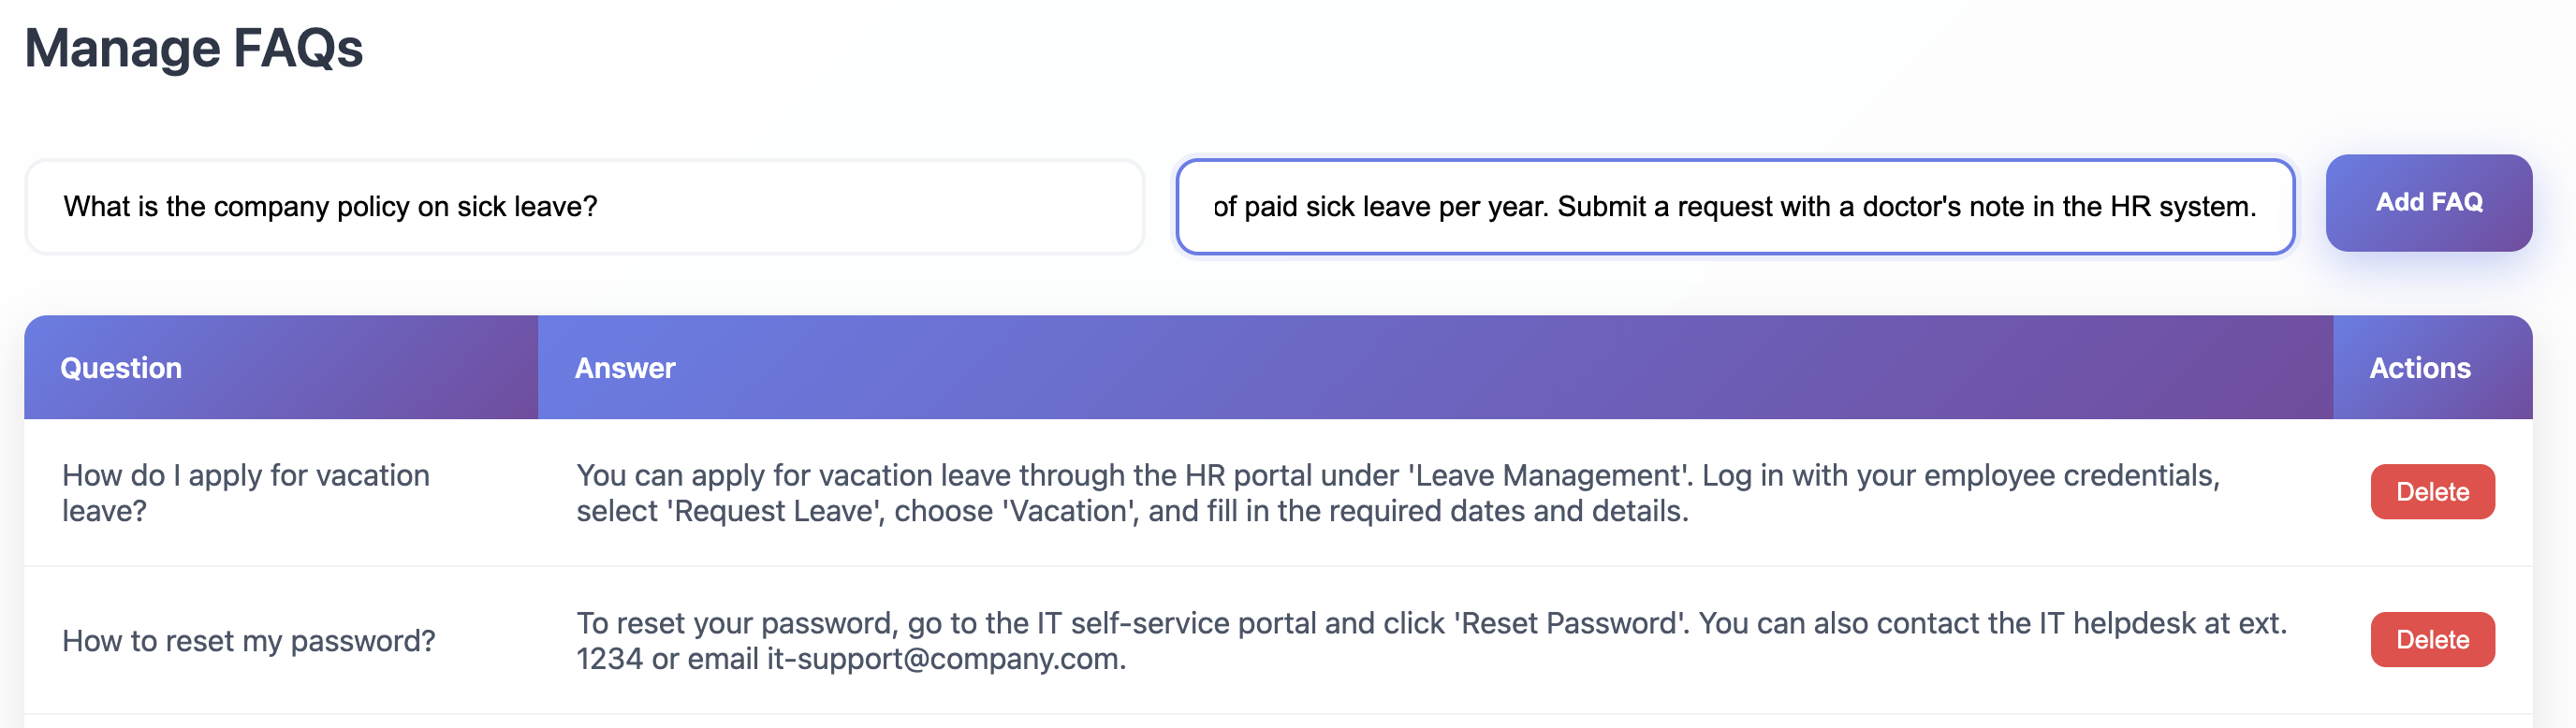 Manage FAQs
What is the company policy on sick leave?
of paid sick leave per year. Submit a request with a doctor's note in the HR system.
Add FAQ
Question
Answer
Actions
How do I apply for vacation
leave?
You can apply for vacation leave through the HR portal under 'Leave Management'. Log in with your employee credentials,
select 'Request Leave', choose 'Vacation', and fill in the required dates and details.
Delete
How to reset my password?
To reset your password, go to the IT self-service portal and click 'Reset Password'. You can also contact the IT helpdesk at ext.
1234 or email it-support@company.com.
Delete